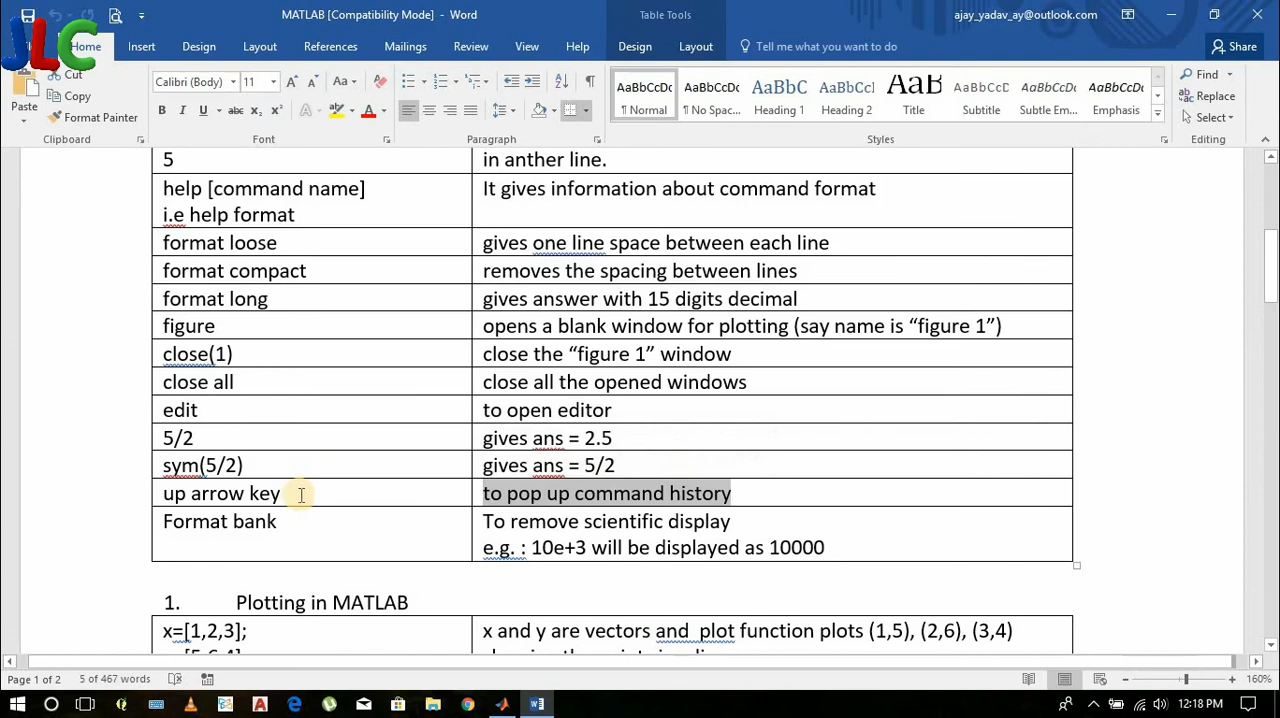 MATLAB [Compatibility Mode] - Word
Table Tools
ajay_yadav_ay@outlook.com
JLC
Home Insert Design Layout References Mailings Review View Help Design Layout Tell me what you want to do Share
Cut
Copy
Format Painter
Paste
Calibri (Body) 11
Aa
B I U abc X₂ X² A A
AaBbCcDc AaBbCcDc AaBbC AaBbCcl AaB AaBbCcD AaBbCcDt AaBbCcDt
¶ Normal ¶ No Spac... Heading 1 Heading 2 Title Subtitle Subtle Em... Emphasis
Find
Replace
Select
Clipboard Font Paragraph Styles Editing
5 in anther line.
help [command name] It gives information about command format
i.e help format
format loose gives one line space between each line
format compact removes the spacing between lines
format long gives answer with 15 digits decimal
figure opens a blank window for plotting (say name is “figure 1”)
close(1) close the “figure 1” window
close all close all the opened windows
edit to open editor
5/2 gives ans = 2.5
sym(5/2) gives ans = 5/2
up arrow key to pop up command history
Format bank To remove scientific display
e.g. : 10e+3 will be displayed as 10000
1. Plotting in MATLAB
x=[1,2,3]; x and y are vectors and plot function plots (1,5), (2,6), (3,4)
Page 1 of 2 5 of 467 words 160%
12:18 PM